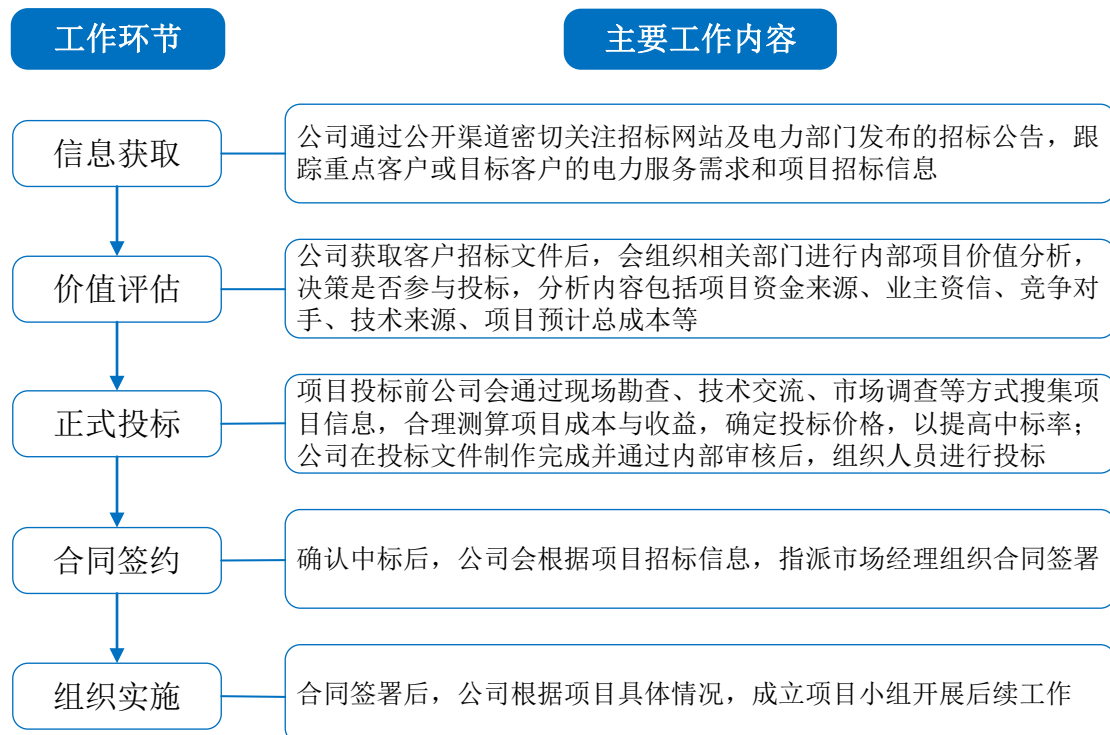 工作环节
主要工作内容
信息获取
公司通过公开渠道密切关注招标网站及电力部门发布的招标公告，跟
踪重点客户或目标客户的电力服务需求和项目招标信息
价值评估
公司获取客户招标文件后，会组织相关部门进行内部项目价值分析，
决策是否参与投标，分析内容包括项目资金来源、业主资信、竞争对
手、技术来源、项目预计总成本等
正式投标
项目投标前公司会通过现场勘查、技术交流、市场调查等方式搜集项
目信息，合理测算项目成本与收益，确定投标价格，以提高中标率；
公司在投标文件制作完成并通过内部审核后，组织人员进行投标
合同签约
确认中标后，公司会根据项目招标信息，指派市场经理组织合同签署
组织实施
合同签署后，公司根据项目具体情况，成立项目小组开展后续工作